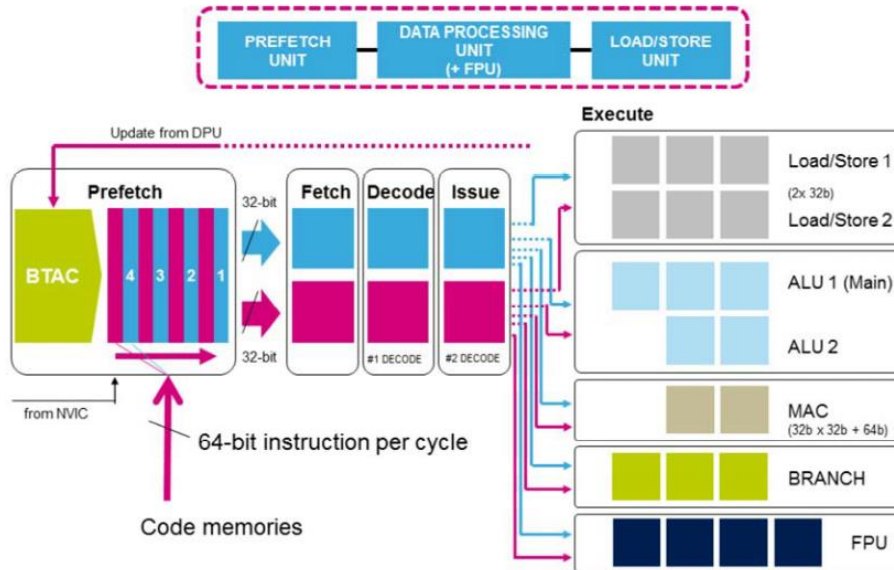 PREFETCH
UNIT
DATA PROCESSING
UNIT
(+ FPU)
LOAD/STORE
UNIT
Execute
Update from DPU
Prefetch
32-bit
Fetch
Decode
Issue
BTAC
4
3
2
1
32-bit
#1 DECODE
#2 DECODE
from NVIC
64-bit instruction per cycle
Code memories
Load/Store 1
(2x 32b)
Load/Store 2
ALU 1 (Main)
ALU 2
MAC
(32b x 32b + 64b)
BRANCH
FPU